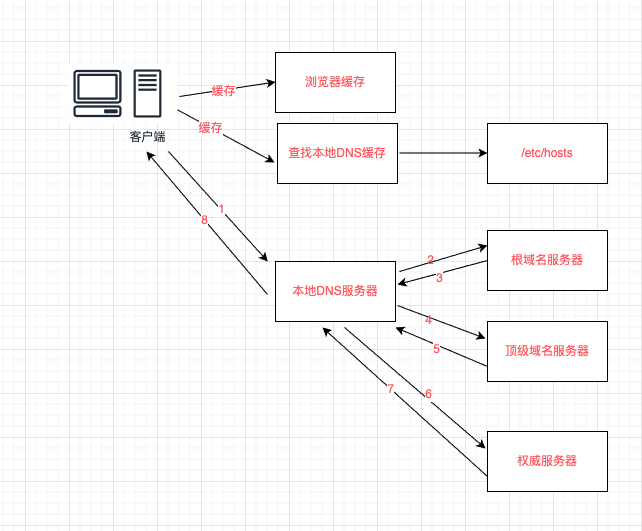 浏览器缓存
缓存
缓存
客户端
查找本地DNS缓存
/etc/hosts
1
8
本地DNS服务器
2
3
根域名服务器
4
5
顶级域名服务器
6
7
权威服务器